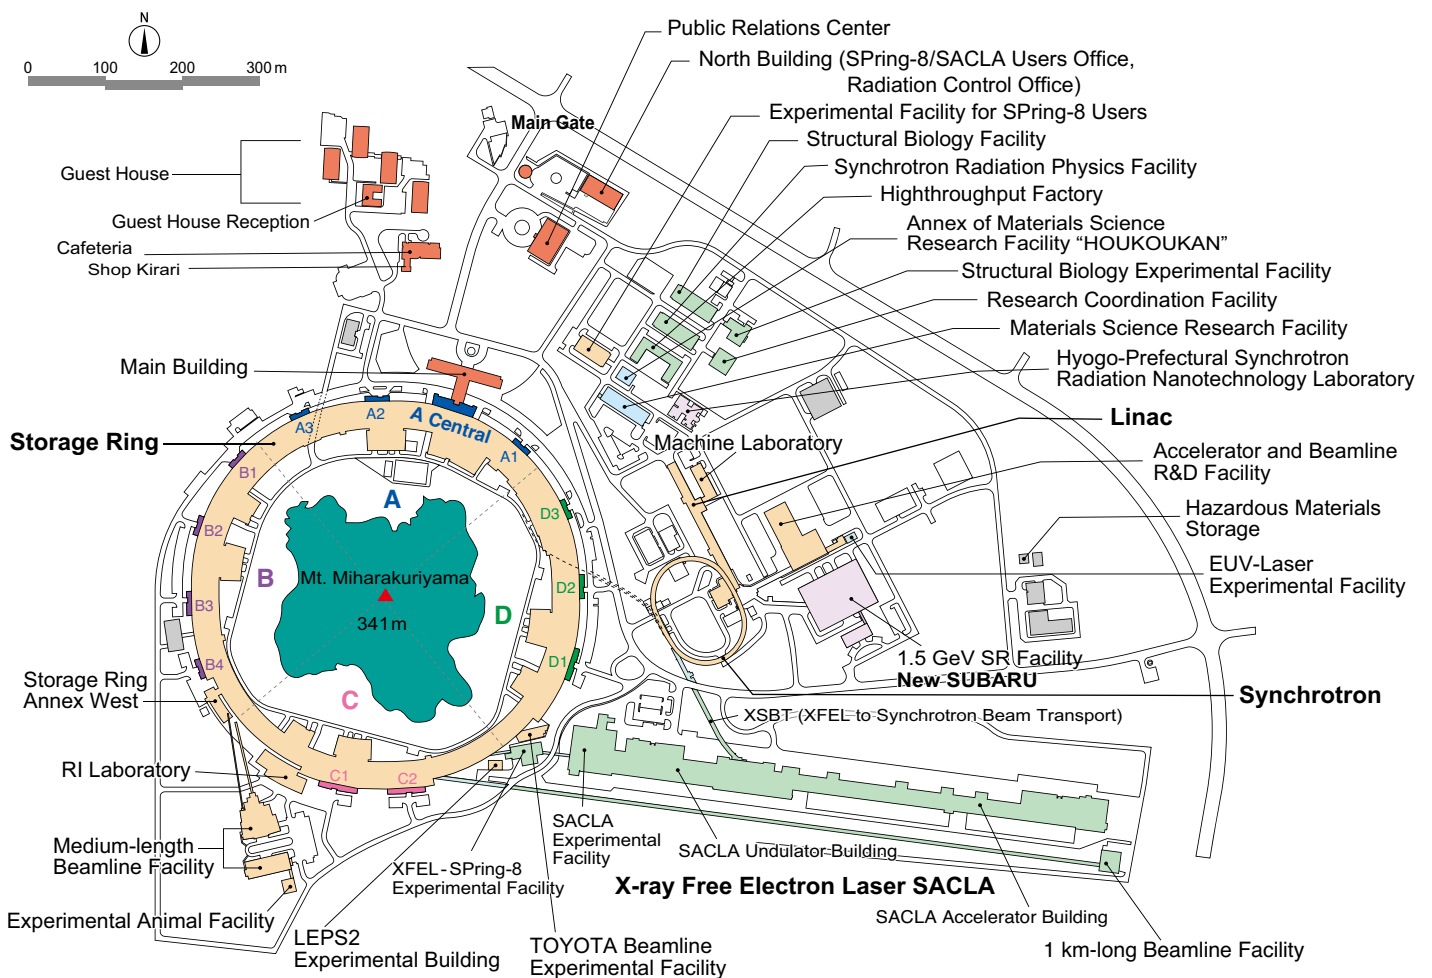 N
0 100 200 300 m
Public Relations Center
North Building (SPring-8/SACLA Users Office,
Radiation Control Office)
Experimental Facility for SPring-8 Users
Main Gate
Structural Biology Facility
Synchrotron Radiation Physics Facility
Highthroughput Factory
Annex of Materials Science
Research Facility “HOUKOUKAN”
Structural Biology Experimental Facility
Research Coordination Facility
Materials Science Research Facility
Hyogo-Prefectural Synchrotron
Radiation Nanotechnology Laboratory
Guest House
Guest House Reception
Cafeteria
Shop Kirari
Main Building
Storage Ring
Linac
Machine Laboratory
Accelerator and Beamline
R&D Facility
Hazardous Materials
Storage
EUV-Laser
Experimental Facility
A3
A2
A Central
A1
B1
B2
B3
B4
D3
D2
D1
C1
C2
A
B
C
D
Mt. Miharakuriyama
341 m
1.5 GeV SR Facility
New SUBARU
Synchrotron
XSBT (XFEL to Synchrotron Beam Transport)
Storage Ring
Annex West
RI Laboratory
Medium-length
Beamline Facility
Experimental Animal Facility
LEPS2
Experimental Building
XFEL-SPring-8
Experimental Facility
TOYOTA Beamline
Experimental Facility
SACLA
Experimental
Facility
SACLA Undulator Building
X-ray Free Electron Laser SACLA
SACLA Accelerator Building
1 km-long Beamline Facility